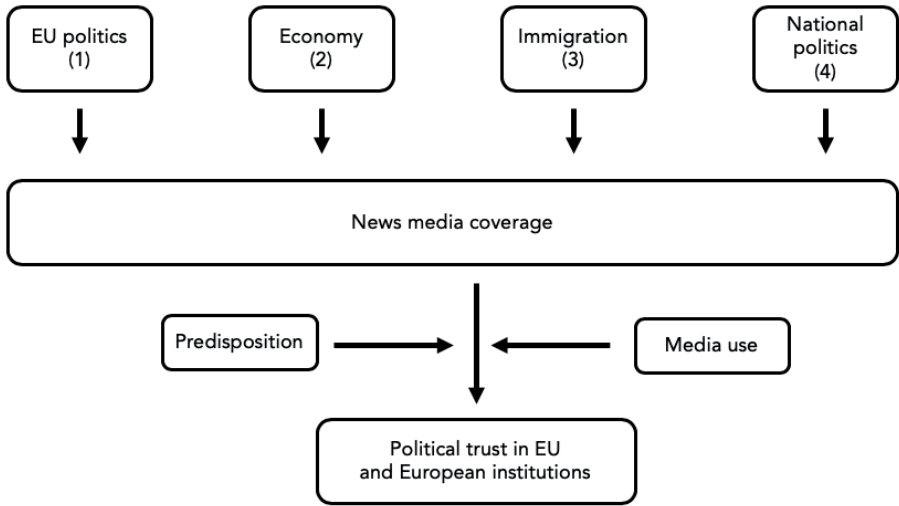 EU politics
(1)
Economy
(2)
Immigration
(3)
National
politics
(4)
News media coverage
Predisposition
Media use
Political trust in EU
and European institutions